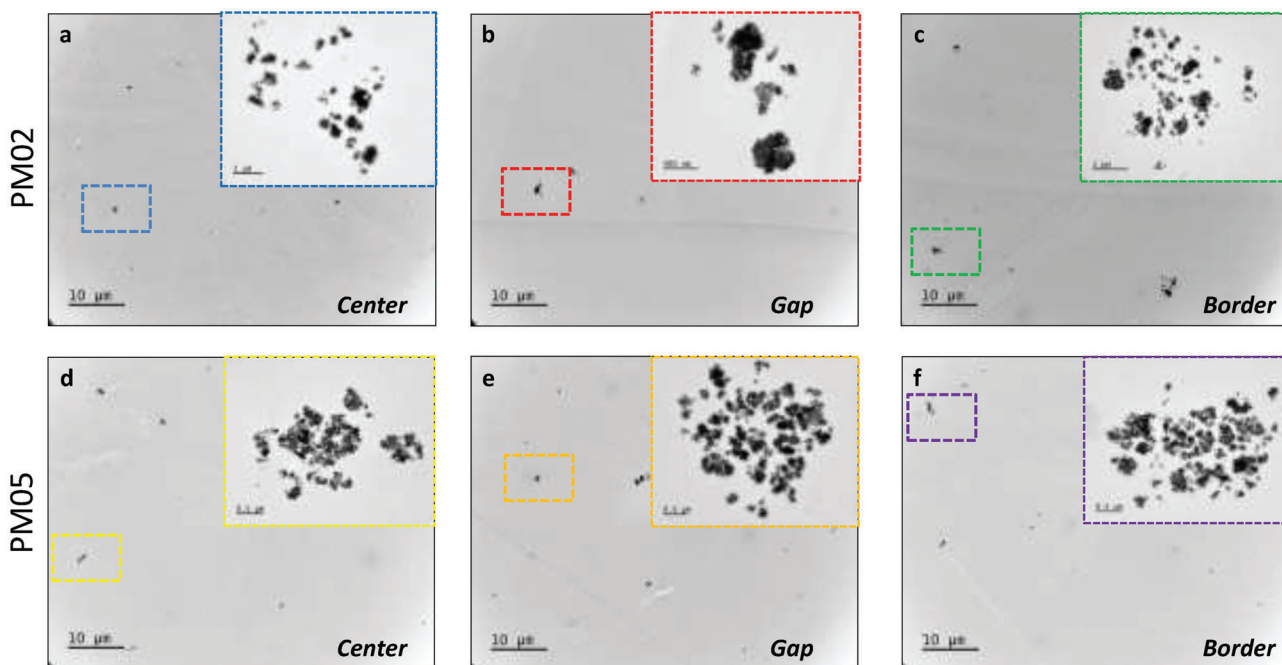 PM02
a
10 μm
Center
b
10 μm
Gap
c
10 μm
Border
PM05
d
10 μm
Center
e
10 μm
Gap
f
10 μm
Border